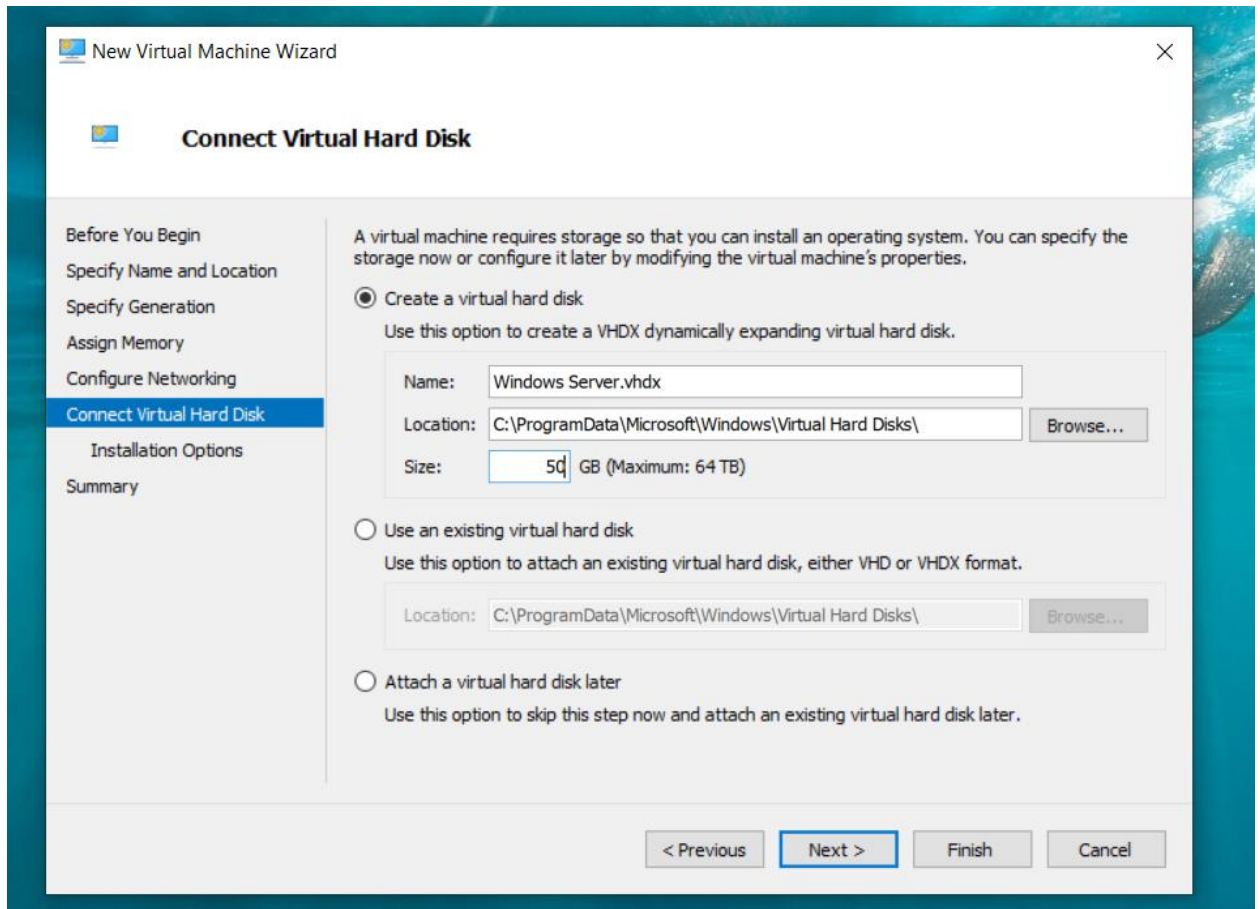 New Virtual Machine Wizard
Connect Virtual Hard Disk
Before You Begin
Specify Name and Location
Specify Generation
Assign Memory
Configure Networking
Connect Virtual Hard Disk
Installation Options
Summary
A virtual machine requires storage so that you can install an operating system. You can specify the
storage now or configure it later by modifying the virtual machine's properties.
Create a virtual hard disk
Use this option to create a VHDX dynamically expanding virtual hard disk.
Name: Windows Server.vhdx
Location: C:\ProgramData\Microsoft\Windows\Virtual Hard Disks\ Browse...
Size: 50 GB (Maximum: 64 TB)
Use an existing virtual hard disk
Use this option to attach an existing virtual hard disk, either VHD or VHDX format.
Location: C:\ProgramData\Microsoft\Windows\Virtual Hard Disks\ Browse...
Attach a virtual hard disk later
Use this option to skip this step now and attach an existing virtual hard disk later.
< Previous Next > Finish Cancel